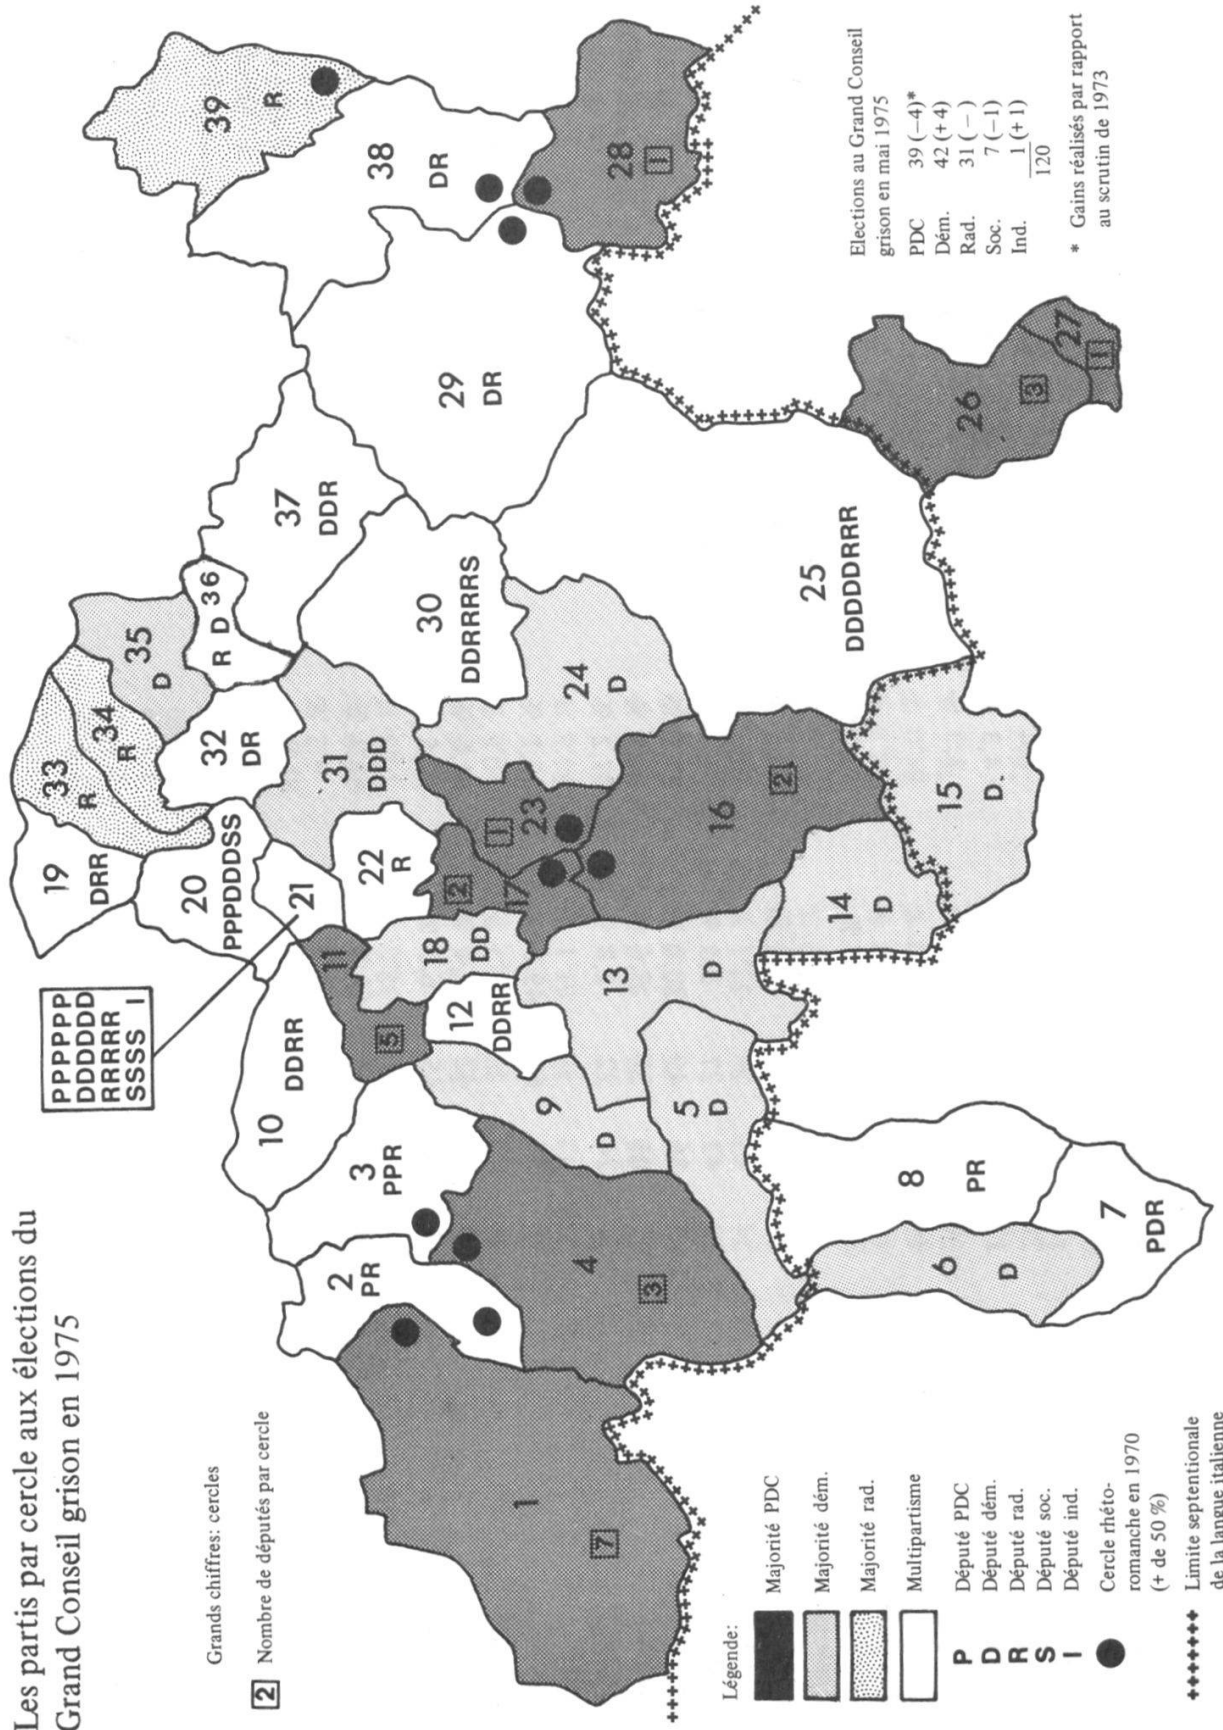 Les partis par cercle aux élections du
Grand Conseil grison en 1975
Grands chiffres: cercles
2 Nombre de députés par cercle
PPPPPP
DDDDDD
RRRRR
SSSS I
1
7
2
PR
3
PPR
4
3
5
D
6
D
7
PDR
8
PR
9
D
10
DDRR
11
5
12
DDRR
13
D
14
D
15
D.
16
2
17
2
18
DD
19
DRR
20
PPPDDDSS
21
22
R
23
1
24
D
25
DDDDRRR
26
3
27
1
28
1
29
DR
30
DDRRRRS
31
DDD
32
DR
33
R
34
R
35
D
36
R D
37
DDR
38
DR
39
R
Légende:
Majorité PDC
Majorité dém.
Majorité rad.
Multipartisme
P Député PDC
D Député dém.
R Député rad.
S Député soc.
I Député ind.
Cercle rhéto-
romanche en 1970
(+ de 50 %)
+++++++ Limite septentionale
de la langue italienne
Elections au Grand Conseil
grison en mai 1975
PDC 39 (−4)*
Dém. 42 (+4)
Rad. 31 (− )
Soc. 7 (−1)
Ind. 1 (+1)
120
* Gains réalisés par rapport
au scrutin de 1973